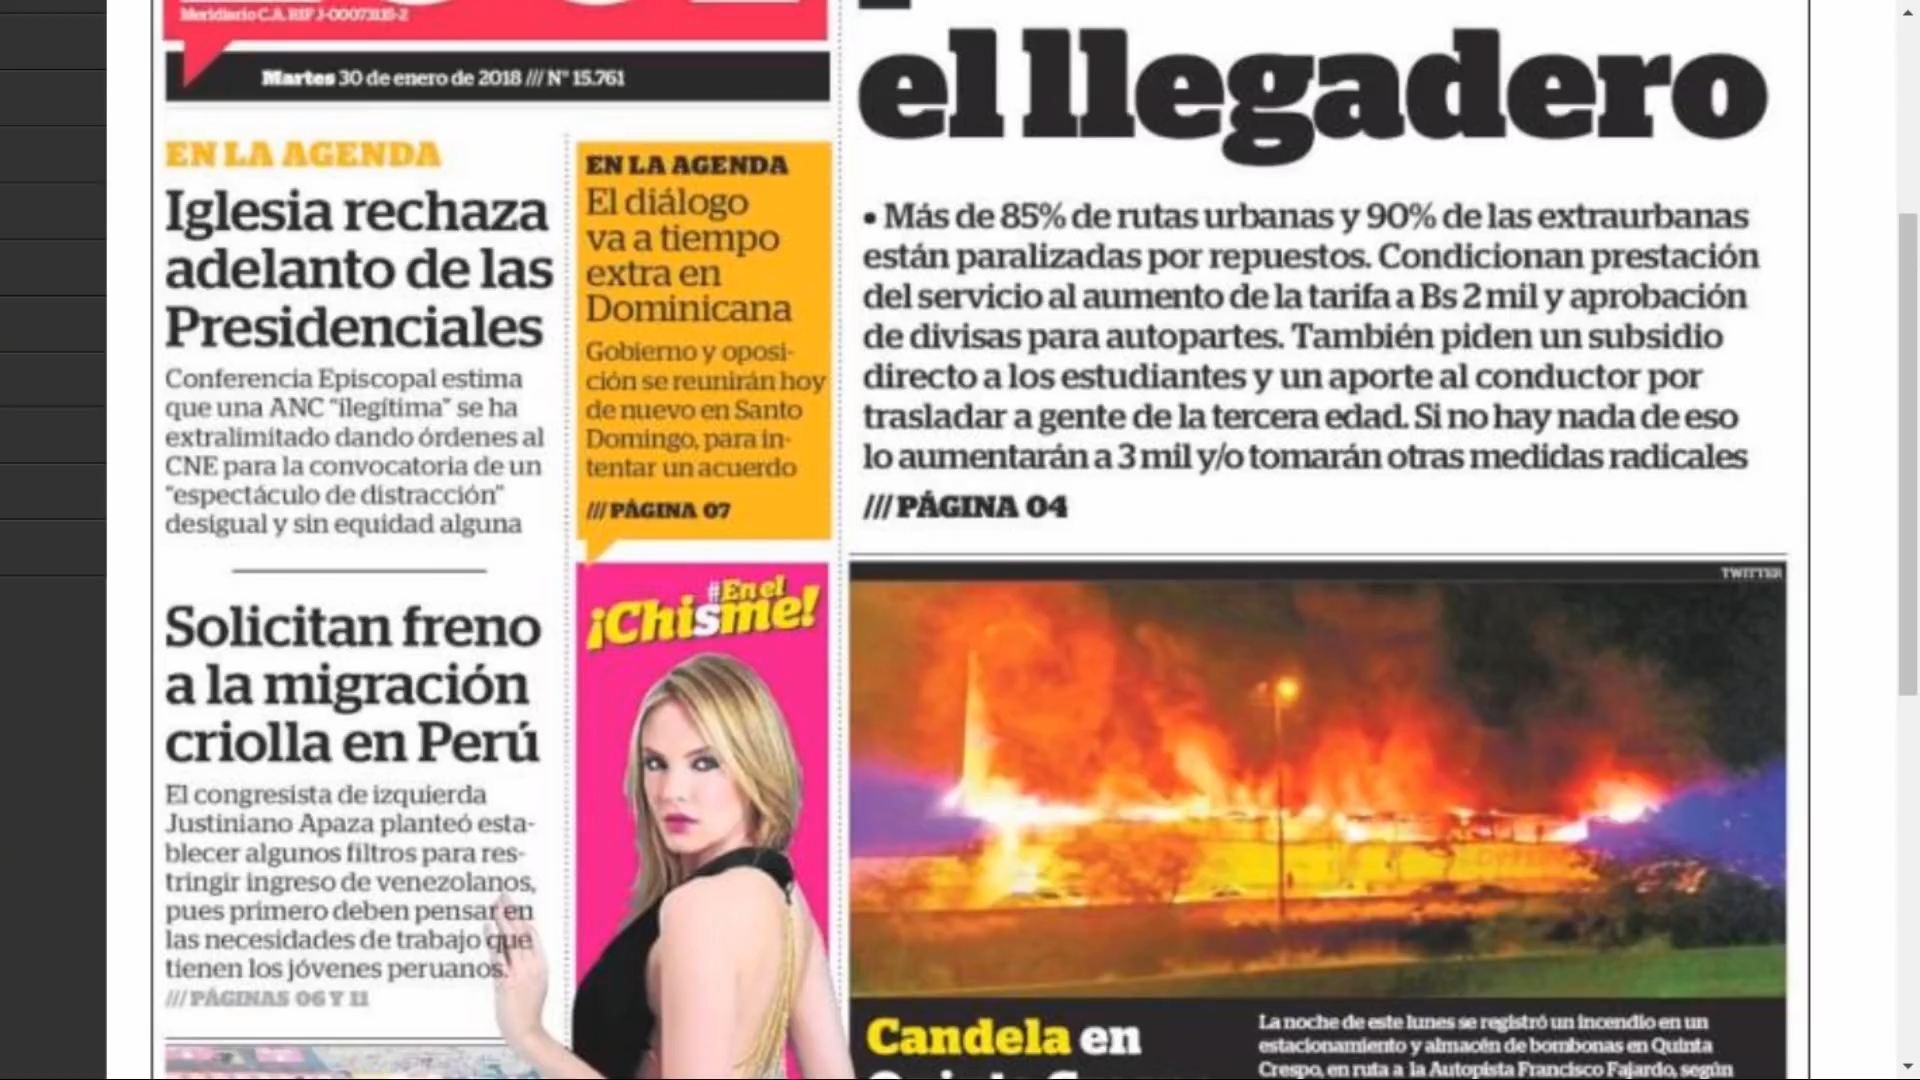 Meridiano C.A. RIF J-00073115-2
Martes 30 de enero de 2018 /// N° 15.761
EN LA AGENDA
Iglesia rechaza
adelanto de las
Presidenciales
Conferencia Episcopal estima
que una ANC “ilegítima” se ha
extralimitado dando órdenes al
CNE para la convocatoria de un
“espectáculo de distracción”
desigual y sin equidad alguna
Solicitan freno
a la migración
criolla en Perú
El congresista de izquierda
Justiniano Apaza planteó esta-
blecer algunos filtros para res-
tringir ingreso de venezolanos,
pues primero deben pensar en
las necesidades de trabajo que
tienen los jóvenes peruanos.
/// PÁGINAS 06 Y 11
EN LA AGENDA
El diálogo
va a tiempo
extra en
Dominicana
Gobierno y oposi-
ción se reunirán hoy
de nuevo en Santo
Domingo, para in-
tentar un acuerdo
/// PÁGINA 07
#En el
¡Chisme!
el llegadero
• Más de 85% de rutas urbanas y 90% de las extraurbanas
están paralizadas por repuestos. Condicionan prestación
del servicio al aumento de la tarifa a Bs 2 mil y aprobación
de divisas para autopartes. También piden un subsidio
directo a los estudiantes y un aporte al conductor por
trasladar a gente de la tercera edad. Si no hay nada de eso
lo aumentarán a 3 mil y/o tomarán otras medidas radicales
/// PÁGINA 04
TWITTER
Candela en
La noche de este lunes se registró un incendio en un
estacionamiento y almacén de bombonas en Quinta
Crespo, en ruta a la Autopista Francisco Fajardo, según